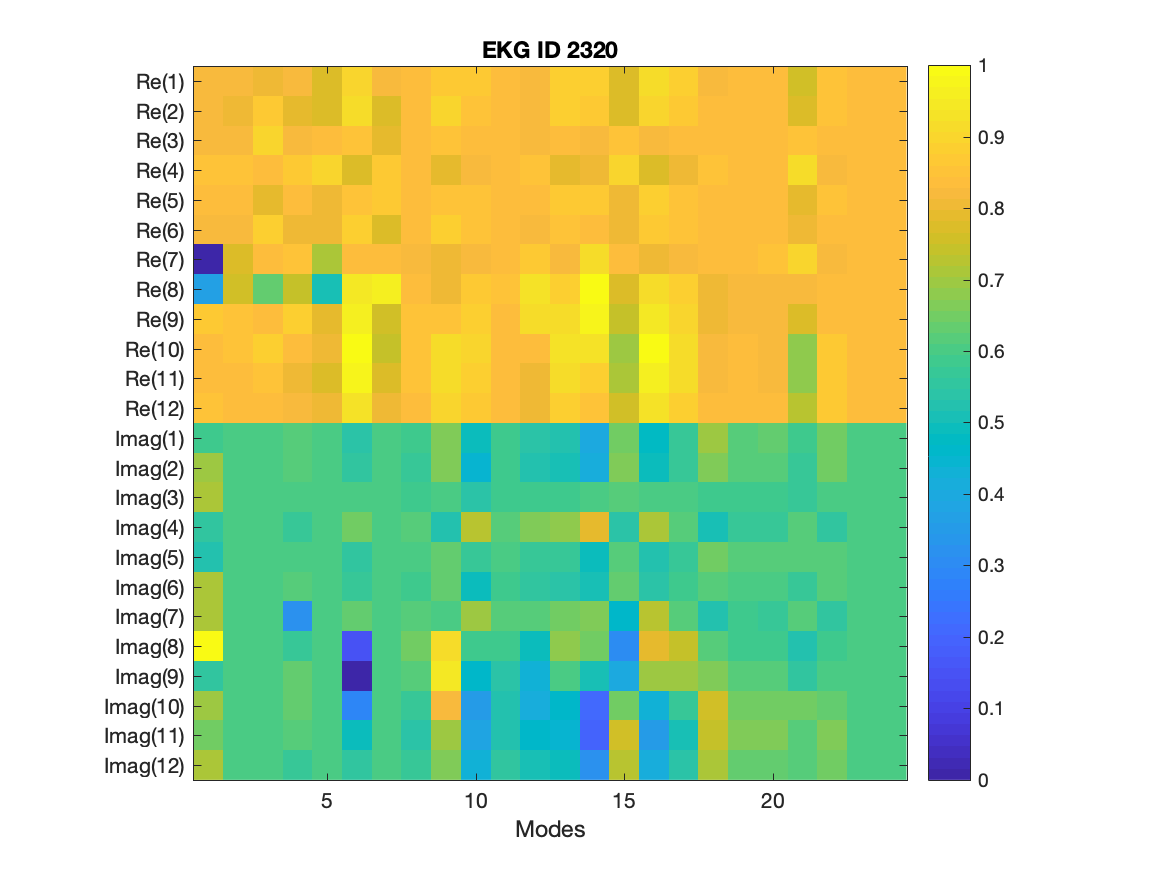 EKG ID 2320
Re(1)
Re(2)
Re(3)
Re(4)
Re(5)
Re(6)
Re(7)
Re(8)
Re(9)
Re(10)
Re(11)
Re(12)
Imag(1)
Imag(2)
Imag(3)
Imag(4)
Imag(5)
Imag(6)
Imag(7)
Imag(8)
Imag(9)
Imag(10)
Imag(11)
Imag(12)
5 10 15 20
Modes
1
0.9
0.8
0.7
0.6
0.5
0.4
0.3
0.2
0.1
0